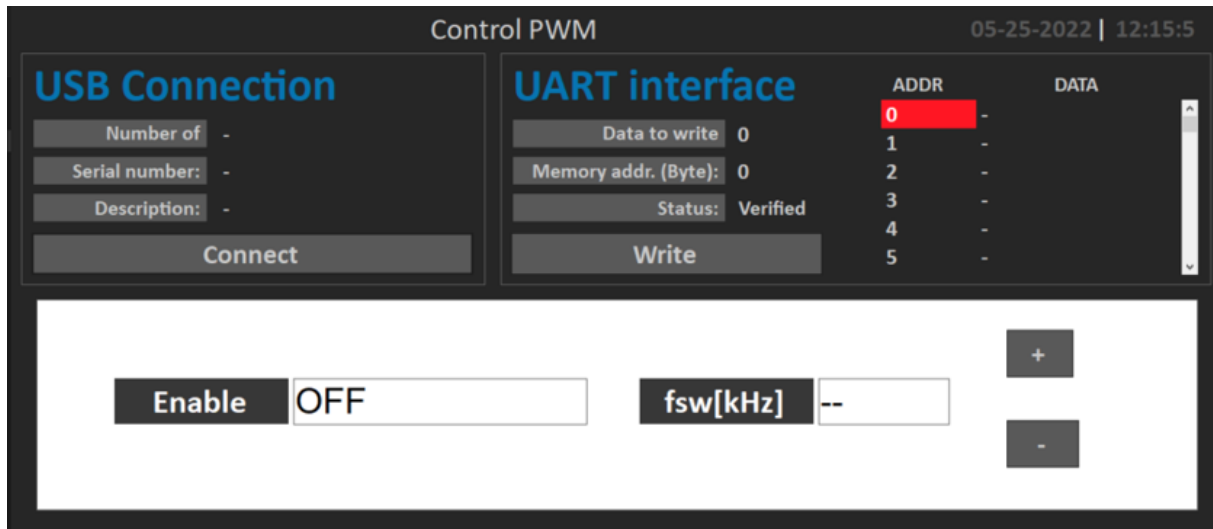 Control PWM
05-25-2022 | 12:15:5
USB Connection
Number of -
Serial number: -
Description: -
Connect
UART interface
Data to write 0
Memory addr. (Byte): 0
Status: Verified
Write
ADDR DATA
0 -
1 -
2 -
3 -
4 -
5 -
Enable OFF
fsw[kHz] --
+
-